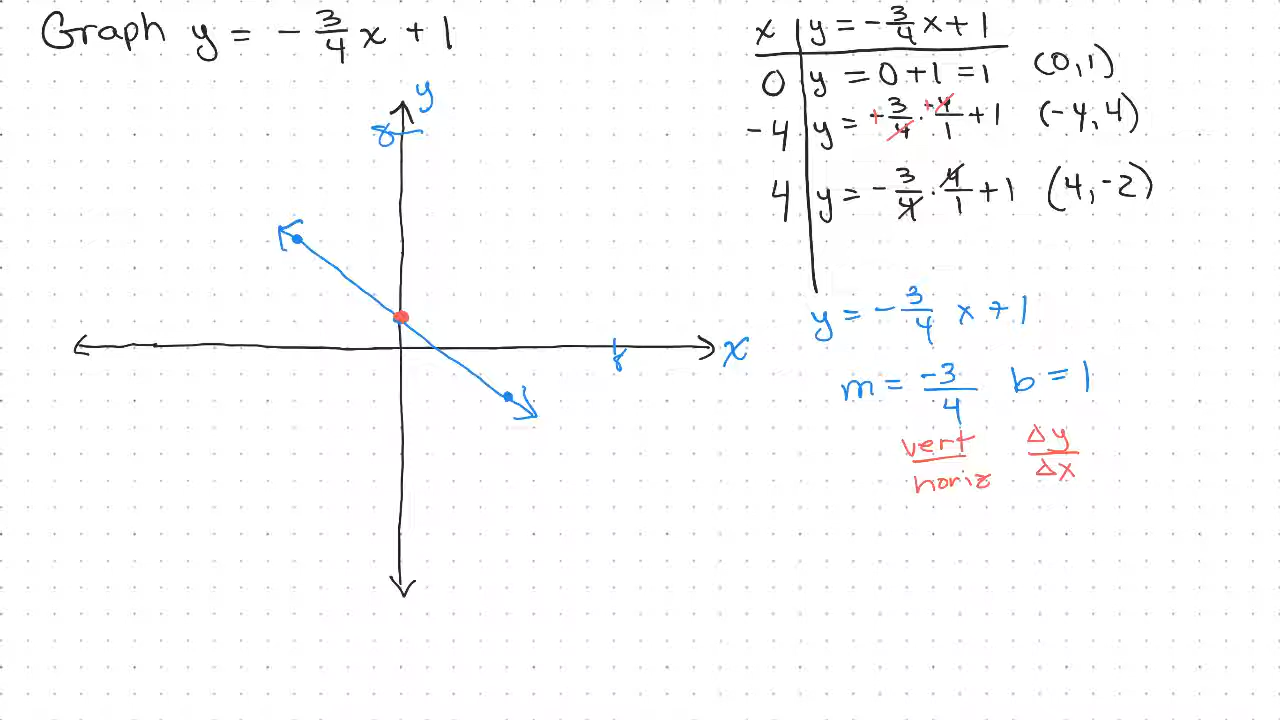 Graph y = -3/4 x + 1
y
8
x
8
x | y = -3/4 x + 1
0 | y = 0 + 1 = 1 (0, 1)
-4 | y = -3/4 · -4/1 + 1 (-4, 4)
4 | y = -3/4 · 4/1 + 1 (4, -2)
y = -3/4 x + 1
m = -3/4 b = 1
vert/horiz Δy/Δx